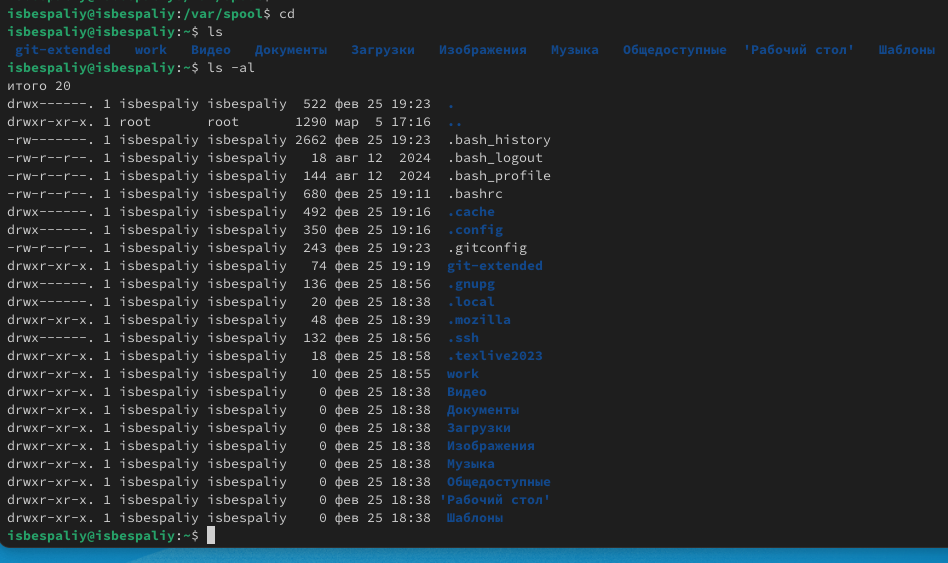 isbespaliy@isbespaliy:/var/spool$ cd
isbespaliy@isbespaliy:~$ ls
git-extended work Видео Документы Загрузки Изображения Музыка Общедоступные 'Рабочий стол' Шаблоны
isbespaliy@isbespaliy:~$ ls -al
итого 20
drwx------. 1 isbespaliy isbespaliy 522 фев 25 19:23 .
drwxr-xr-x. 1 root root 1290 мар 5 17:16 ..
-rw-------. 1 isbespaliy isbespaliy 2662 фев 25 19:23 .bash_history
-rw-r--r--. 1 isbespaliy isbespaliy 18 авг 12 2024 .bash_logout
-rw-r--r--. 1 isbespaliy isbespaliy 144 авг 12 2024 .bash_profile
-rw-r--r--. 1 isbespaliy isbespaliy 680 фев 25 19:11 .bashrc
drwx------. 1 isbespaliy isbespaliy 492 фев 25 19:16 .cache
drwx------. 1 isbespaliy isbespaliy 350 фев 25 19:16 .config
-rw-r--r--. 1 isbespaliy isbespaliy 243 фев 25 19:23 .gitconfig
drwxr-xr-x. 1 isbespaliy isbespaliy 74 фев 25 19:19 git-extended
drwx------. 1 isbespaliy isbespaliy 136 фев 25 18:56 .gnupg
drwx------. 1 isbespaliy isbespaliy 20 фев 25 18:38 .local
drwxr-xr-x. 1 isbespaliy isbespaliy 48 фев 25 18:39 .mozilla
drwx------. 1 isbespaliy isbespaliy 132 фев 25 18:56 .ssh
drwxr-xr-x. 1 isbespaliy isbespaliy 18 фев 25 18:58 .texlive2023
drwxr-xr-x. 1 isbespaliy isbespaliy 10 фев 25 18:55 work
drwxr-xr-x. 1 isbespaliy isbespaliy 0 фев 25 18:38 Видео
drwxr-xr-x. 1 isbespaliy isbespaliy 0 фев 25 18:38 Документы
drwxr-xr-x. 1 isbespaliy isbespaliy 0 фев 25 18:38 Загрузки
drwxr-xr-x. 1 isbespaliy isbespaliy 0 фев 25 18:38 Изображения
drwxr-xr-x. 1 isbespaliy isbespaliy 0 фев 25 18:38 Музыка
drwxr-xr-x. 1 isbespaliy isbespaliy 0 фев 25 18:38 Общедоступные
drwxr-xr-x. 1 isbespaliy isbespaliy 0 фев 25 18:38 'Рабочий стол'
drwxr-xr-x. 1 isbespaliy isbespaliy 0 фев 25 18:38 Шаблоны
isbespaliy@isbespaliy:~$